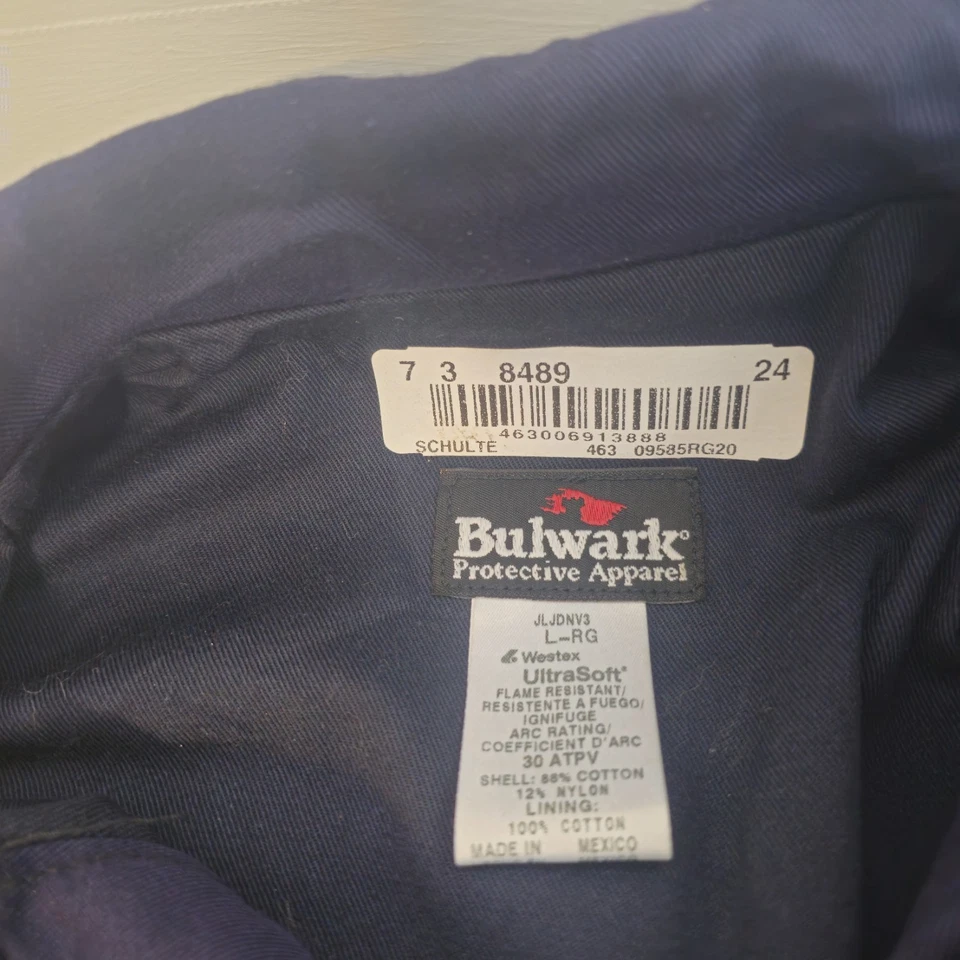 7 3 8489 24
463006913888
SCHULTE 463 09585RG20
Bulwark®
Protective Apparel
JLJDNV3
L-RG
Westex
UltraSoft®
FLAME RESISTANT/
RESISTENTE A FUEGO/
IGNIFUGE
ARC RATING/
COEFFICIENT D'ARC
30 ATPV
SHELL: 88% COTTON
12% NYLON
LINING:
100% COTTON
MADE IN MEXICO